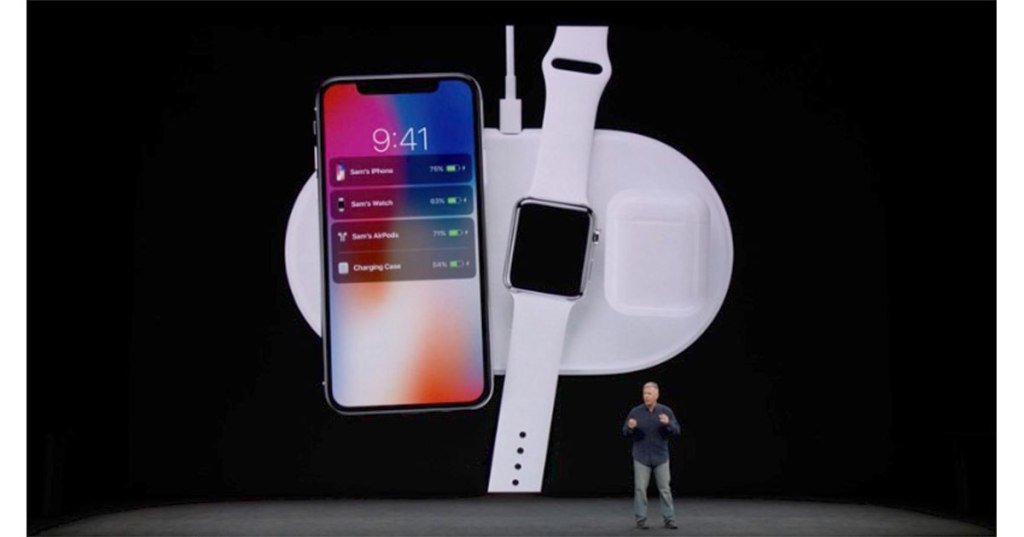 9:41
Sam's iPhone 75%
Sam's Watch 63%
Sam's AirPods 71%
Charging Case 54%